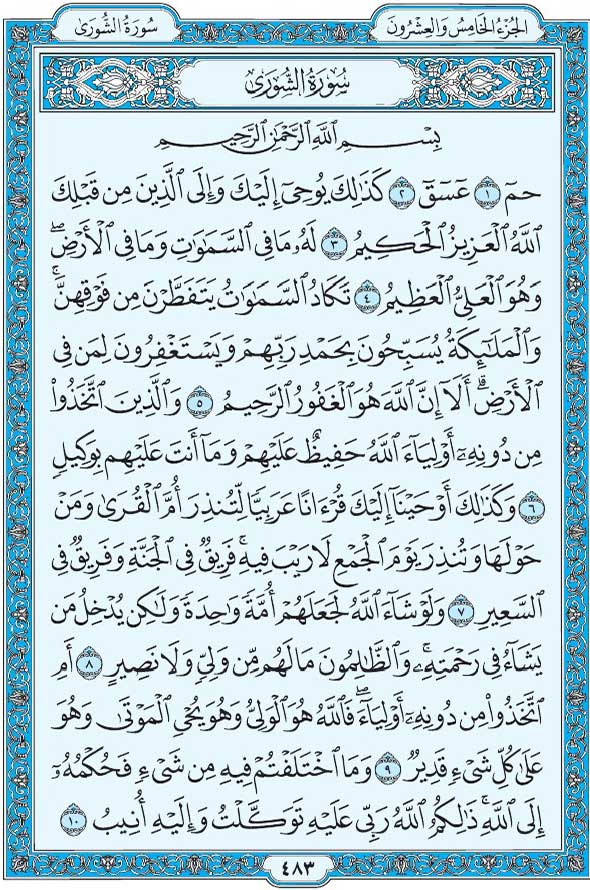 سُورَةُ الشُّورَىٰ
الجُزْءُ الخَامِسُ وَالعِشْرُونَ
سُورَةُ الشُّورَىٰ
بِسْمِ اللَّهِ الرَّحْمَٰنِ الرَّحِيمِ
حمٓ ١ عٓسٓقٓ ٢ كَذَٰلِكَ يُوحِىٓ إِلَيْكَ وَإِلَى ٱلَّذِينَ مِن قَبْلِكَ
ٱللَّهُ ٱلْعَزِيزُ ٱلْحَكِيمُ ٣ لَهُۥ مَا فِى ٱلسَّمَٰوَٰتِ وَمَا فِى ٱلْأَرْضِ ۖ
وَهُوَ ٱلْعَلِىُّ ٱلْعَظِيمُ ٤ تَكَادُ ٱلسَّمَٰوَٰتُ يَتَفَطَّرْنَ مِن فَوْقِهِنَّ ۚ
وَٱلْمَلَٰٓئِكَةُ يُسَبِّحُونَ بِحَمْدِ رَبِّهِمْ وَيَسْتَغْفِرُونَ لِمَن فِى
ٱلْأَرْضِ ۗ أَلَآ إِنَّ ٱللَّهَ هُوَ ٱلْغَفُورُ ٱلرَّحِيمُ ٥ وَٱلَّذِينَ ٱتَّخَذُوا۟
مِن دُونِهِۦٓ أَوْلِيَآءَ ٱللَّهُ حَفِيظٌ عَلَيْهِمْ وَمَآ أَنتَ عَلَيْهِم بِوَكِيلٍ
٦ وَكَذَٰلِكَ أَوْحَيْنَآ إِلَيْكَ قُرْءَانًا عَرَبِيًّا لِّتُنذِرَ أُمَّ ٱلْقُرَىٰ وَمَنْ
حَوْلَهَا وَتُنذِرَ يَوْمَ ٱلْجَمْعِ لَا رَيْبَ فِيهِ ۚ فَرِيقٌ فِى ٱلْجَنَّةِ وَفَرِيقٌ فِى
ٱلسَّعِيرِ ٧ وَلَوْ شَآءَ ٱللَّهُ لَجَعَلَهُمْ أُمَّةً وَٰحِدَةً وَلَٰكِن يُدْخِلُ مَن
يَشَآءُ فِى رَحْمَتِهِۦ ۚ وَٱلظَّٰلِمُونَ مَا لَهُم مِّن وَلِىٍّ وَلَا نَصِيرٍ ٨ أَمِ
ٱتَّخَذُوا۟ مِن دُونِهِۦٓ أَوْلِيَآءَ ۖ فَٱللَّهُ هُوَ ٱلْوَلِىُّ وَهُوَ يُحْىِ ٱلْمَوْتَىٰ وَهُوَ
عَلَىٰ كُلِّ شَىْءٍ قَدِيرٌ ٩ وَمَا ٱخْتَلَفْتُمْ فِيهِ مِن شَىْءٍ فَحُكْمُهُۥٓ
إِلَى ٱللَّهِ ۚ ذَٰلِكُمُ ٱللَّهُ رَبِّى عَلَيْهِ تَوَكَّلْتُ وَإِلَيْهِ أُنِيبُ ١٠
٤٨٣